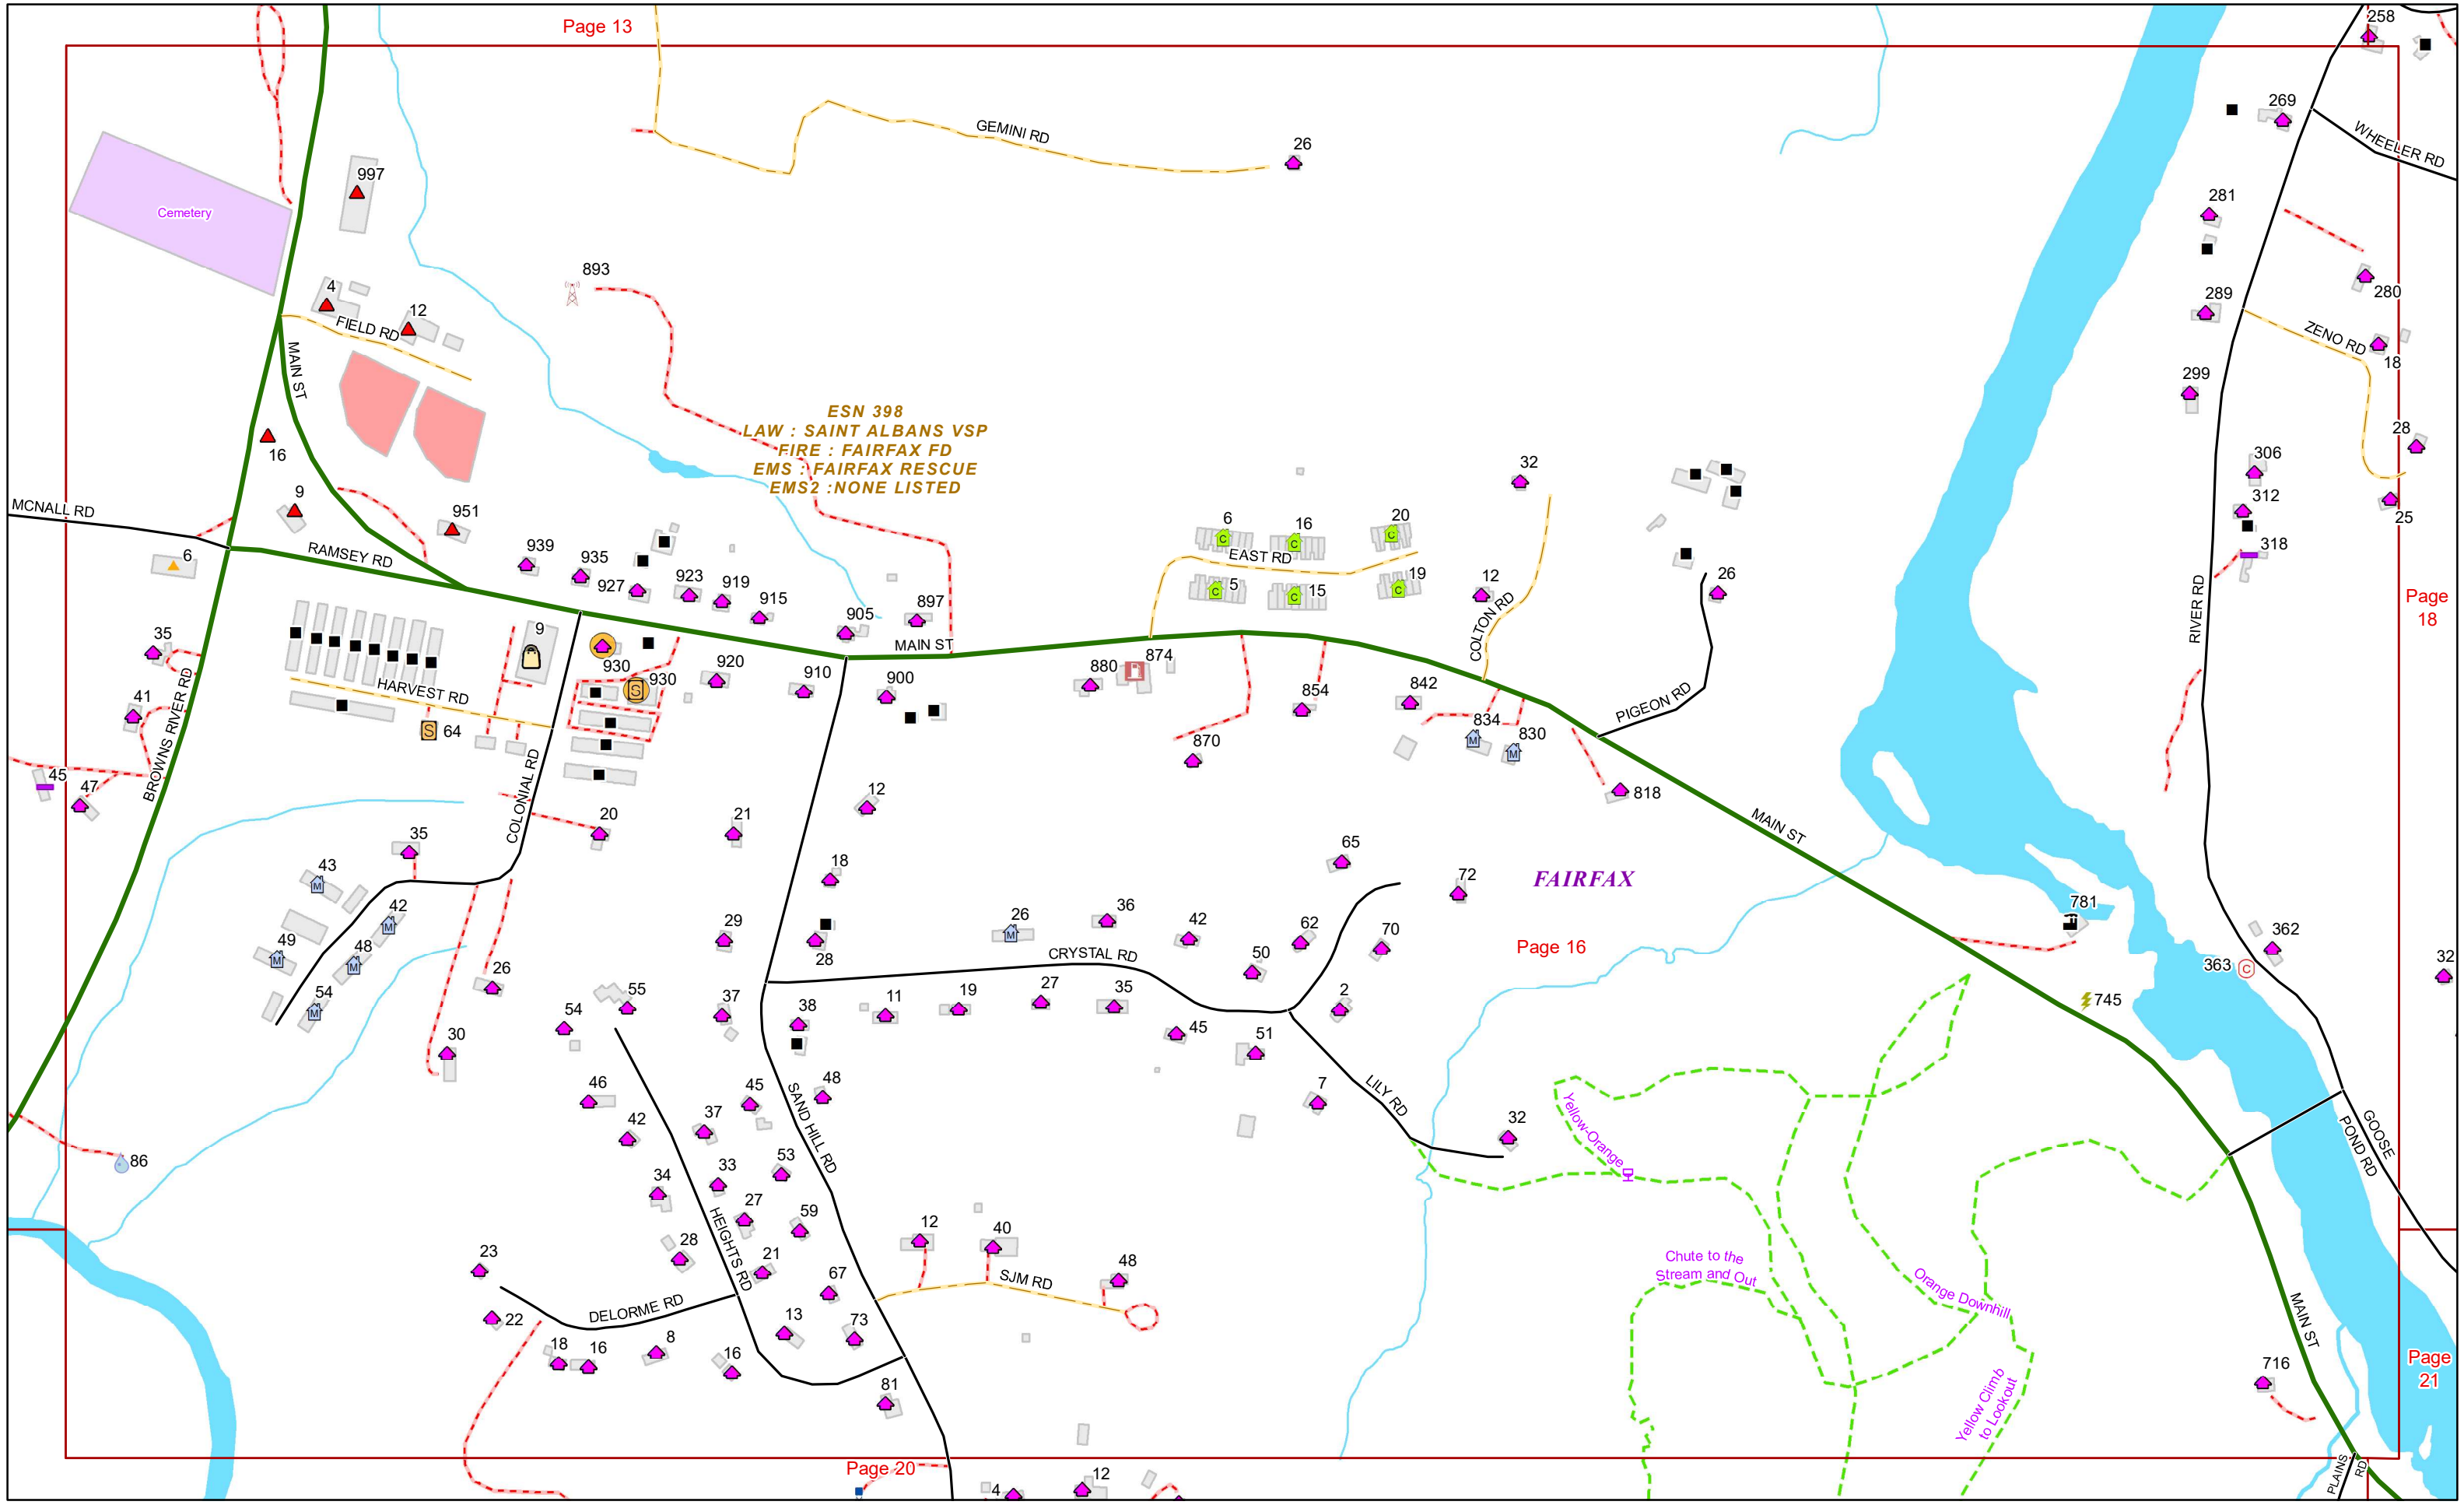 Page 13
258
269
WHEELER RD
GEMINI RD
26
997
Cemetery
281
893
280
289
4
12
FIELD RD
ZENO RD
18
MAIN ST
299
ESN 398
LAW : SAINT ALBANS VSP
FIRE : FAIRFAX FD
EMS : FAIRFAX RESCUE
EMS2 :NONE LISTED
16
28
306
32
312
25
318
MCNALL RD
9
951
6
16
20
EAST RD
5
15
19
6
RAMSEY RD
939
935
927
923
919
915
905
897
MAIN ST
12
COLTON RD
26
PIGEON RD
RIVER RD
Page
18
35
41
BROWNS RIVER RD
45
47
9
HARVEST RD
S
64
COLONIAL RD
930
S
930
920
910
900
880
874
870
854
842
834
M
830
M
818
MAIN ST
20
21
12
18
35
43
M
42
M
49
M
48
M
54
M
26
30
29
28
26
M
36
42
CRYSTAL RD
50
62
65
70
72
FAIRFAX
Page 16
781
745
362
363
C
32
54
55
37
38
11
19
27
35
45
51
2
7
LILY RD
32
46
42
37
45
48
SAND HILL RD
34
33
53
27
59
28
HEIGHTS RD
21
67
23
22
DELORME RD
18
16
8
16
13
73
81
12
40
48
SJM RD
86
Yellow-Orange
Chute to the
Stream and Out
Orange Downhill
Yellow Climb
to Lookout
GOOSE
POND RD
MAIN ST
716
Page
21
PLAINS
RD
Page 20
4
12